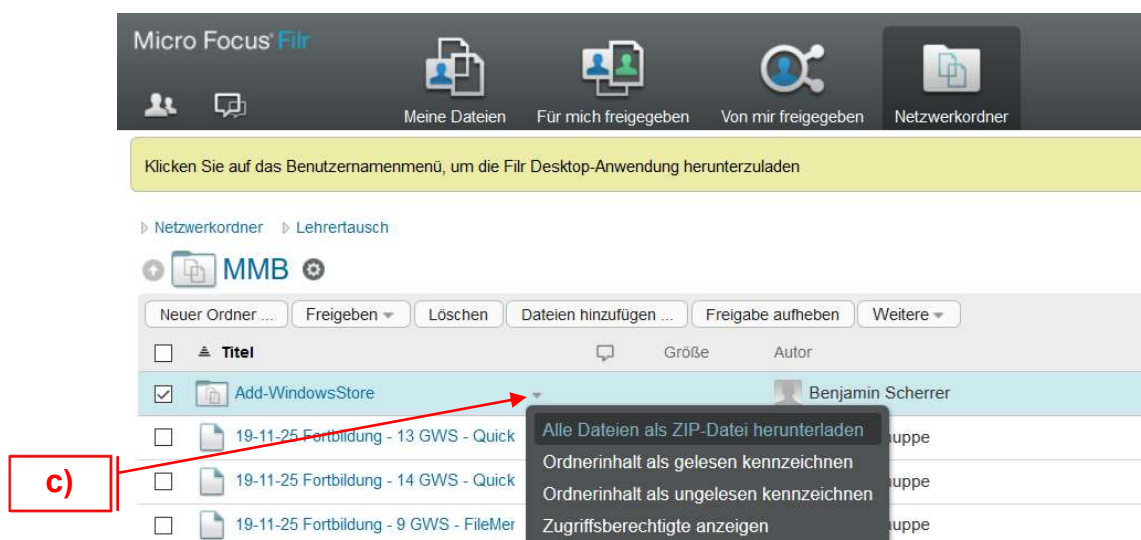 Micro Focus® Filr
Meine Dateien
Für mich freigegeben
Von mir freigegeben
Netzwerkordner
Klicken Sie auf das Benutzernamenmenü, um die Filr Desktop-Anwendung herunterzuladen
Netzwerkordner Lehrertausch
MMB
Neuer Ordner ... Freigeben Löschen Dateien hinzufügen ... Freigabe aufheben Weitere
Titel Größe Autor
Add-WindowsStore Benjamin Scherrer
Alle Dateien als ZIP-Datei herunterladen
Ordnerinhalt als gelesen kennzeichnen
Ordnerinhalt als ungelesen kennzeichnen
Zugriffsberechtigte anzeigen
19-11-25 Fortbildung - 13 GWS - Quick uppe
c)
19-11-25 Fortbildung - 14 GWS - Quick uppe
19-11-25 Fortbildung - 9 GWS - FileMer uppe